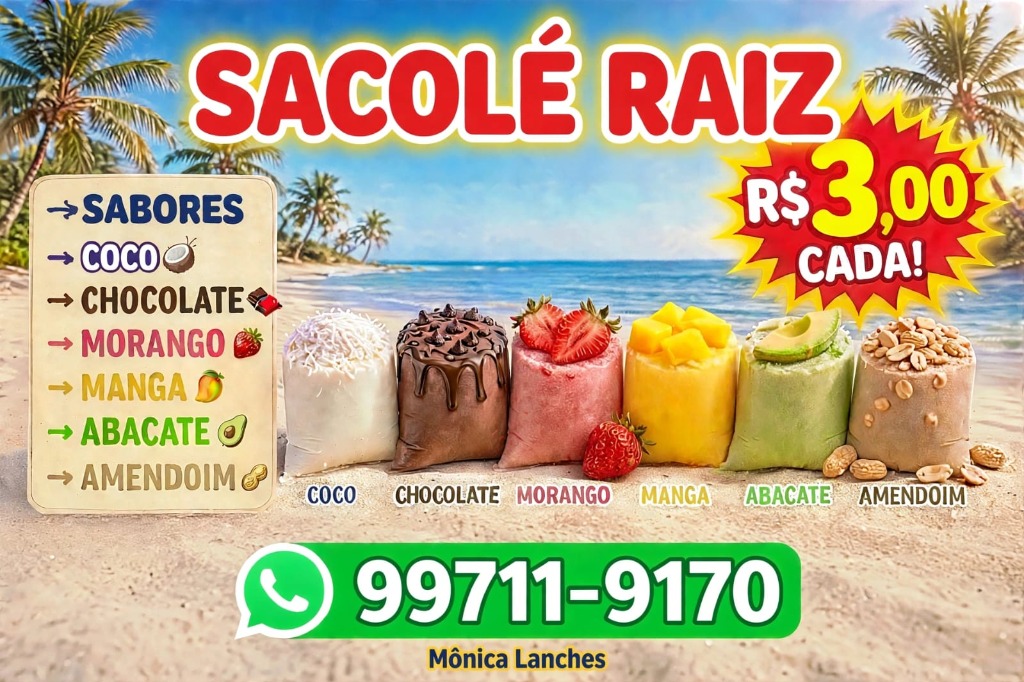 SACOLÉ RAIZ
R$ 3,00
CADA!
→ SABORES
→ COCO
→ CHOCOLATE
→ MORANGO
→ MANGA
→ ABACATE
→ AMENDOIM
COCO CHOCOLATE MORANGO MANGA ABACATE AMENDOIM
99711-9170
Mônica Lanches